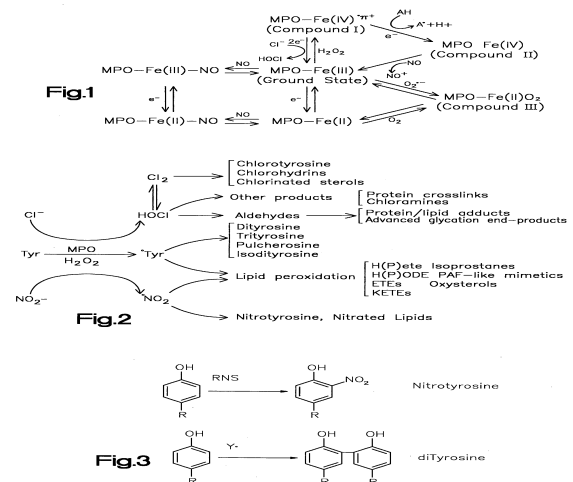 MPO–Fe(IV)˙π⁺ AH
(Compound I) A˙+H+
Cl⁻ 2e⁻ H₂O₂ e⁻ MPO Fe(IV)
HOCl (Compound II)
NO NO
MPO–Fe(III)–NO MPO–Fe(III) NO⁺
(Ground State) O₂˙⁻
Fig.1
e⁻ e⁻ MPO–Fe(II)O₂
(Compound III)
NO
MPO–Fe(II)–NO MPO–Fe(II) O₂
Cl₂ Chlorotyrosine
Chlorohydrins
Chlorinated sterols
Other products Protein crosslinks
Chloramines
Cl⁻ HOCl Aldehydes Protein/lipid adducts
Advanced glycation end-products
Dityrosine
Trityrosine
Pulcherosine
Isodityrosine
Tyr MPO ˙Tyr
H₂O₂
Lipid peroxidation H(P)ete Isoprostanes
H(P)ODE PAF-like mimetics
ETEs Oxysterols
KETEs
NO₂⁻ NO₂
Nitrotyrosine, Nitrated Lipids
Fig.2
OH OH
RNS NO₂
Nitrotyrosine
R R
OH OH OH
Y· diTyrosine
Fig.3
R R R